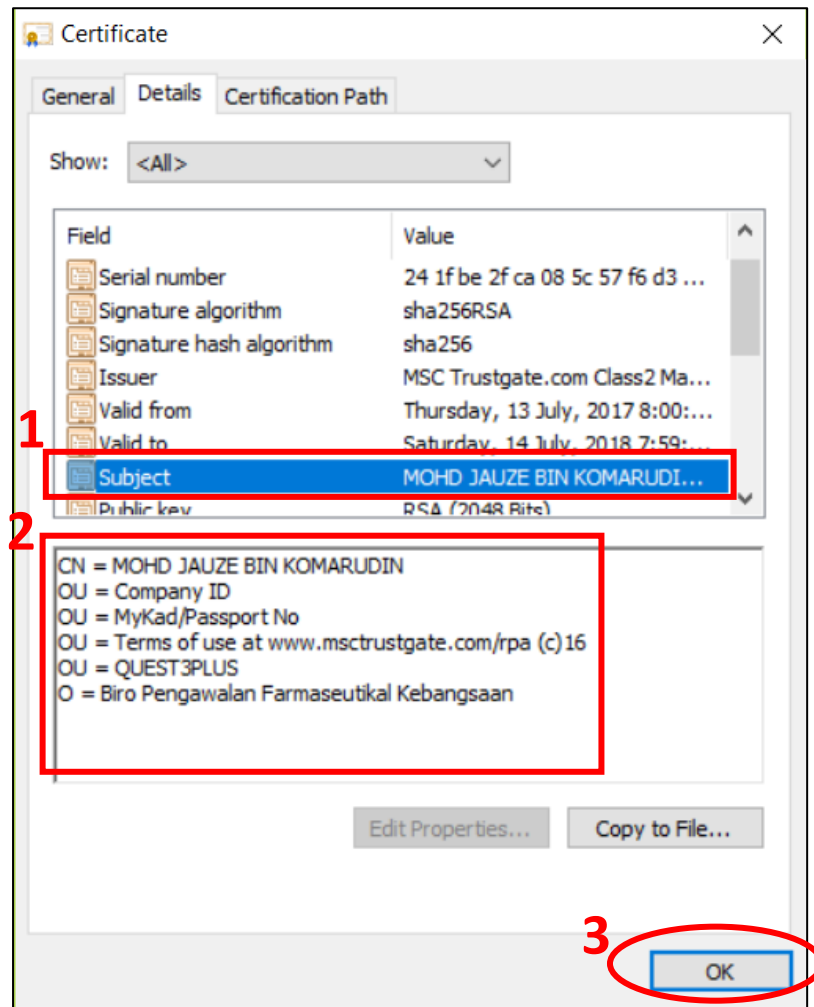 Certificate
General Details Certification Path
Show: <All>
Field Value
Serial number 24 1f be 2f ca 08 5c 57 f6 d3 ...
Signature algorithm sha256RSA
Signature hash algorithm sha256
Issuer MSC Trustgate.com Class2 Ma...
Valid from Thursday, 13 July, 2017 8:00:...
1
Valid to Saturday, 14 July, 2018 7:59:...
Subject MOHD JAUZE BIN KOMARUDI...
Public key RSA (2048 Bits)
2
CN = MOHD JAUZE BIN KOMARUDIN
OU = Company ID
OU = MyKad/Passport No
OU = Terms of use at www.msctrustgate.com/rpa (c)16
OU = QUEST3PLUS
O = Biro Pengawalan Farmaseutikal Kebangsaan
Edit Properties... Copy to File...
3
OK